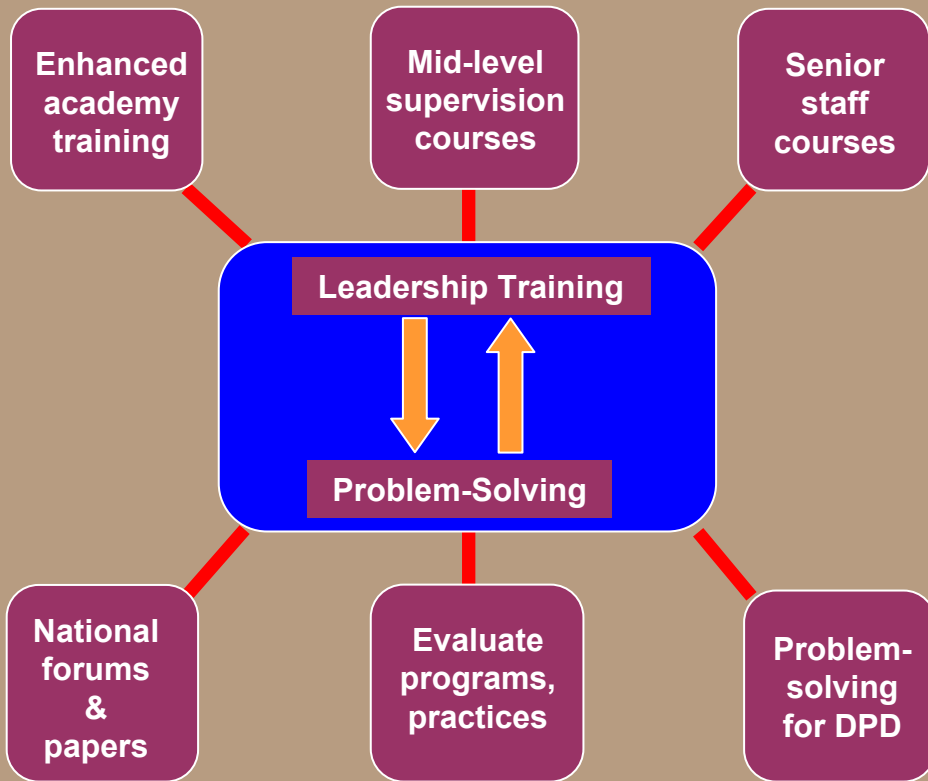 Enhanced
academy
training
Mid-level
supervision
courses
Senior
staff
courses
Leadership Training
Problem-Solving
National
forums
&
papers
Evaluate
programs,
practices
Problem-
solving
for DPD